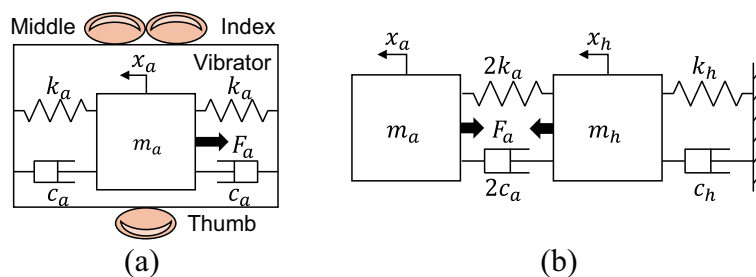 Middle Index
Vibrator
x_a
k_a k_a
m_a
F_a
c_a c_a
Thumb
(a)
x_a x_h
2k_a k_h
m_a F_a m_h
2c_a c_h
(b)